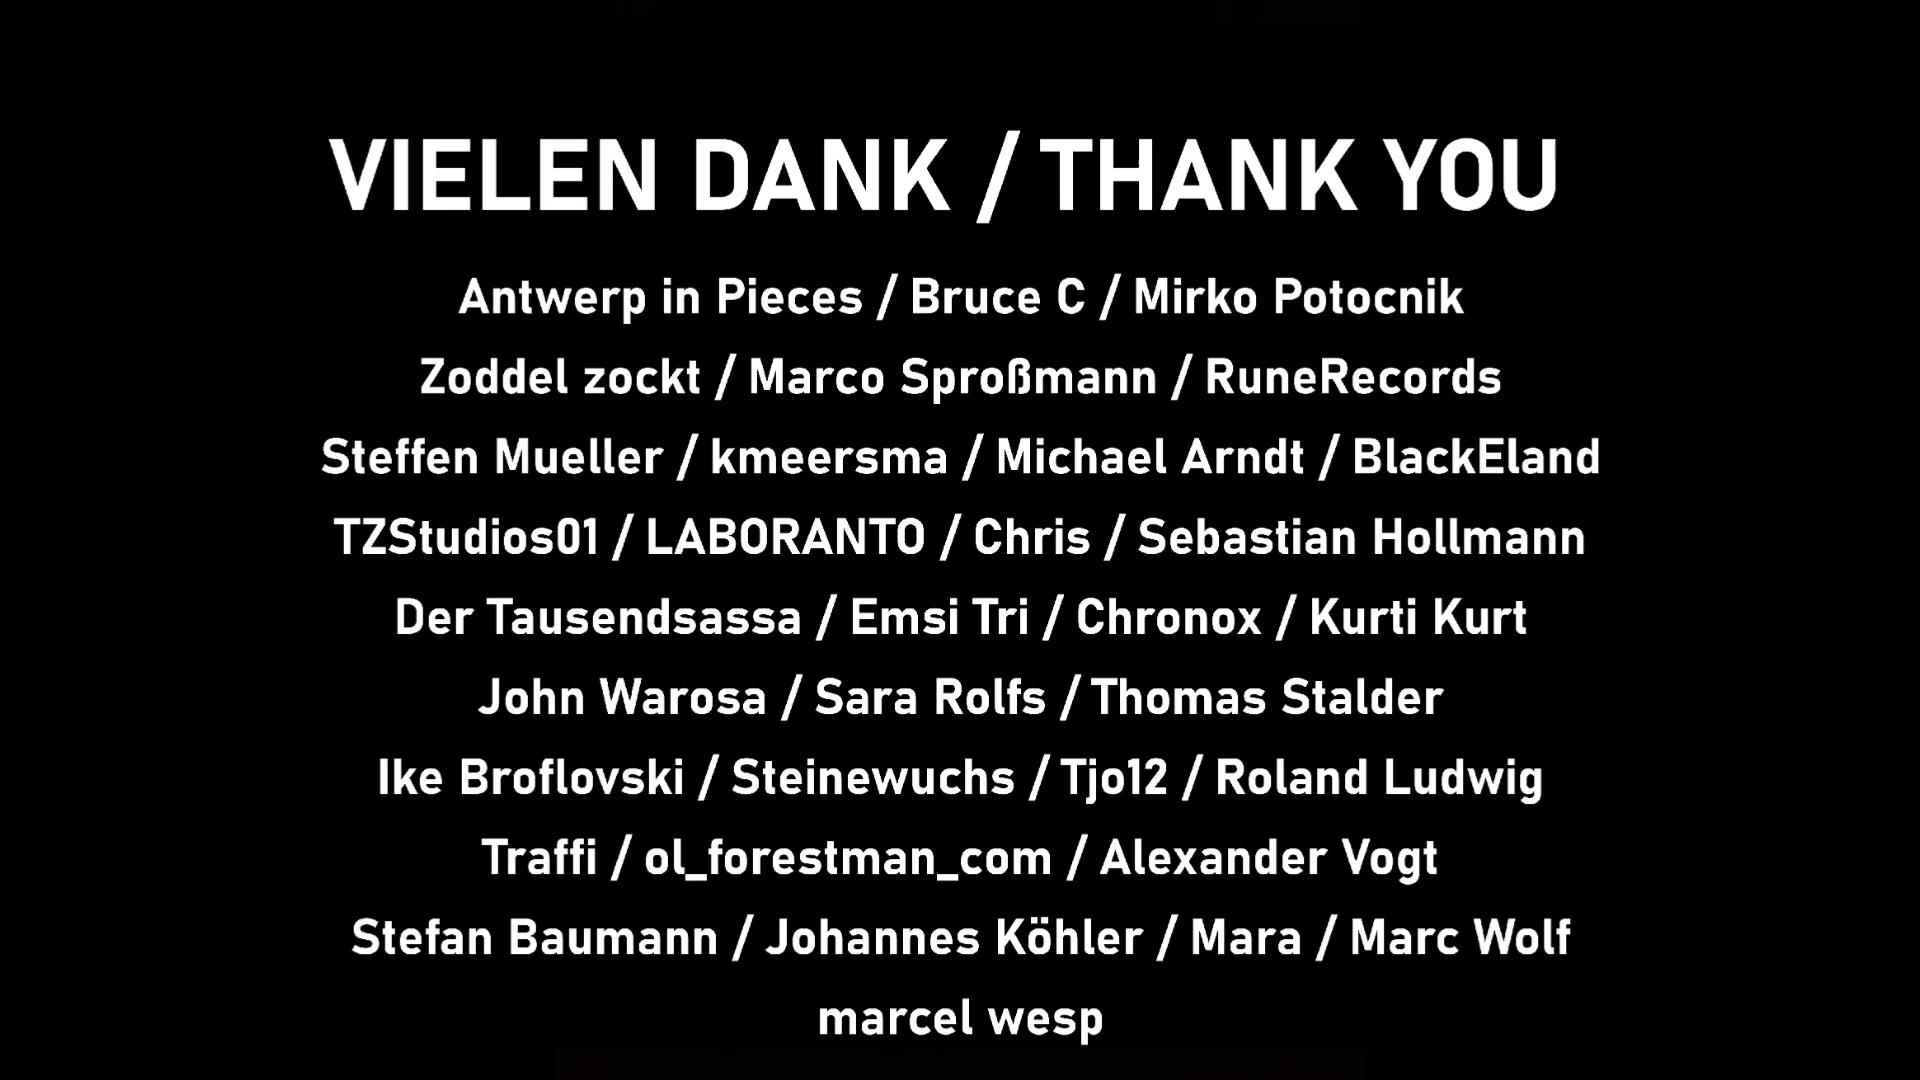 VIELEN DANK / THANK YOU
Antwerp in Pieces / Bruce C / Mirko Potocnik
Zoddel zockt / Marco Sproßmann / RuneRecords
Steffen Mueller / kmeersma / Michael Arndt / BlackEland
TZStudios01 / LABORANTO / Chris / Sebastian Hollmann
Der Tausendsassa / Emsi Tri / Chronox / Kurti Kurt
John Warosa / Sara Rolfs / Thomas Stalder
Ike Broflovski / Steinewuchs / Tjo12 / Roland Ludwig
Traffi / ol_forestman_com / Alexander Vogt
Stefan Baumann / Johannes Köhler / Mara / Marc Wolf
marcel wesp